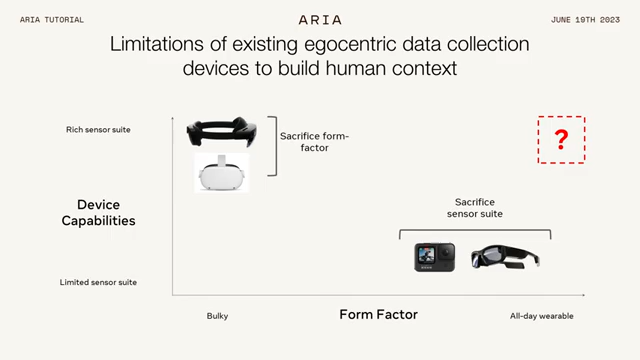 ARIA TUTORIAL
ARIA
JUNE 19TH 2023
Limitations of existing egocentric data collection
devices to build human context
Rich sensor suite
Sacrifice form-
factor
?
Device
Capabilities
Sacrifice
sensor suite
Limited sensor suite
Bulky
Form Factor
All-day wearable